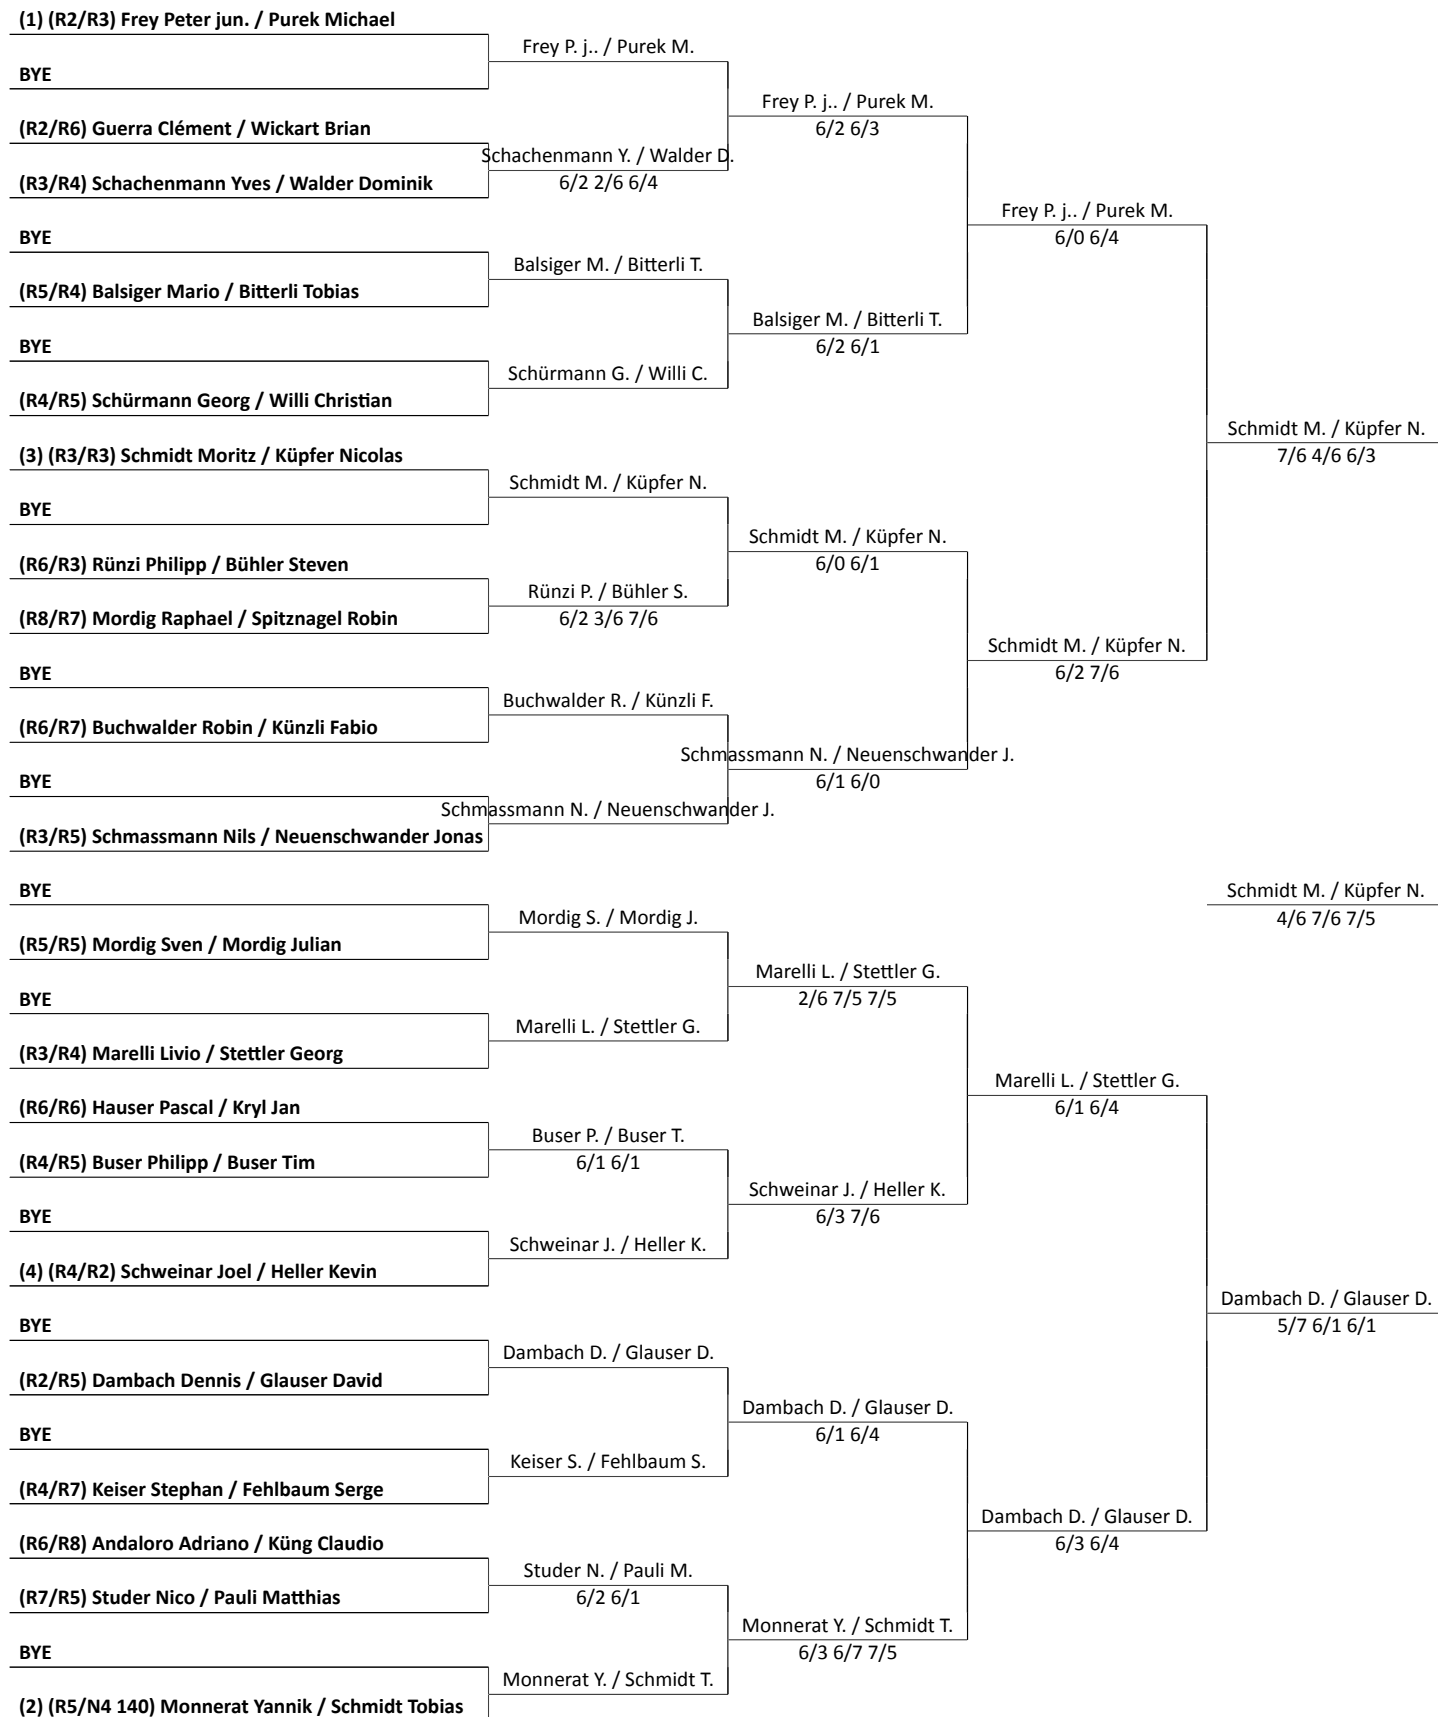 (1) (R2/R3) Frey Peter jun. / Purek Michael
Frey P. j.. / Purek M.
BYE
Frey P. j.. / Purek M.
6/2 6/3
(R2/R6) Guerra Clément / Wickart Brian
Schachenmann Y. / Walder D.
6/2 2/6 6/4
(R3/R4) Schachenmann Yves / Walder Dominik
Frey P. j.. / Purek M.
6/0 6/4
BYE
Balsiger M. / Bitterli T.
(R5/R4) Balsiger Mario / Bitterli Tobias
Balsiger M. / Bitterli T.
6/2 6/1
BYE
Schürmann G. / Willi C.
(R4/R5) Schürmann Georg / Willi Christian
Schmidt M. / Küpfer N.
7/6 4/6 6/3
(3) (R3/R3) Schmidt Moritz / Küpfer Nicolas
Schmidt M. / Küpfer N.
BYE
Schmidt M. / Küpfer N.
6/0 6/1
(R6/R3) Rünzi Philipp / Bühler Steven
Rünzi P. / Bühler S.
6/2 3/6 7/6
(R8/R7) Mordig Raphael / Spitznagel Robin
Schmidt M. / Küpfer N.
6/2 7/6
BYE
Buchwalder R. / Künzli F.
(R6/R7) Buchwalder Robin / Künzli Fabio
Schmassmann N. / Neuenschwander J.
6/1 6/0
BYE
Schmassmann N. / Neuenschwander J.
(R3/R5) Schmassmann Nils / Neuenschwander Jonas
BYE
Schmidt M. / Küpfer N.
4/6 7/6 7/5
Mordig S. / Mordig J.
(R5/R5) Mordig Sven / Mordig Julian
Marelli L. / Stettler G.
2/6 7/5 7/5
BYE
Marelli L. / Stettler G.
(R3/R4) Marelli Livio / Stettler Georg
Marelli L. / Stettler G.
6/1 6/4
(R6/R6) Hauser Pascal / Kryl Jan
Buser P. / Buser T.
6/1 6/1
(R4/R5) Buser Philipp / Buser Tim
Schweinar J. / Heller K.
6/3 7/6
BYE
Schweinar J. / Heller K.
(4) (R4/R2) Schweinar Joel / Heller Kevin
Dambach D. / Glauser D.
5/7 6/1 6/1
BYE
Dambach D. / Glauser D.
(R2/R5) Dambach Dennis / Glauser David
Dambach D. / Glauser D.
6/1 6/4
BYE
Keiser S. / Fehlbaum S.
(R4/R7) Keiser Stephan / Fehlbaum Serge
Dambach D. / Glauser D.
6/3 6/4
(R6/R8) Andaloro Adriano / Küng Claudio
Studer N. / Pauli M.
6/2 6/1
(R7/R5) Studer Nico / Pauli Matthias
Monnerat Y. / Schmidt T.
6/3 6/7 7/5
BYE
Monnerat Y. / Schmidt T.
(2) (R5/N4 140) Monnerat Yannik / Schmidt Tobias